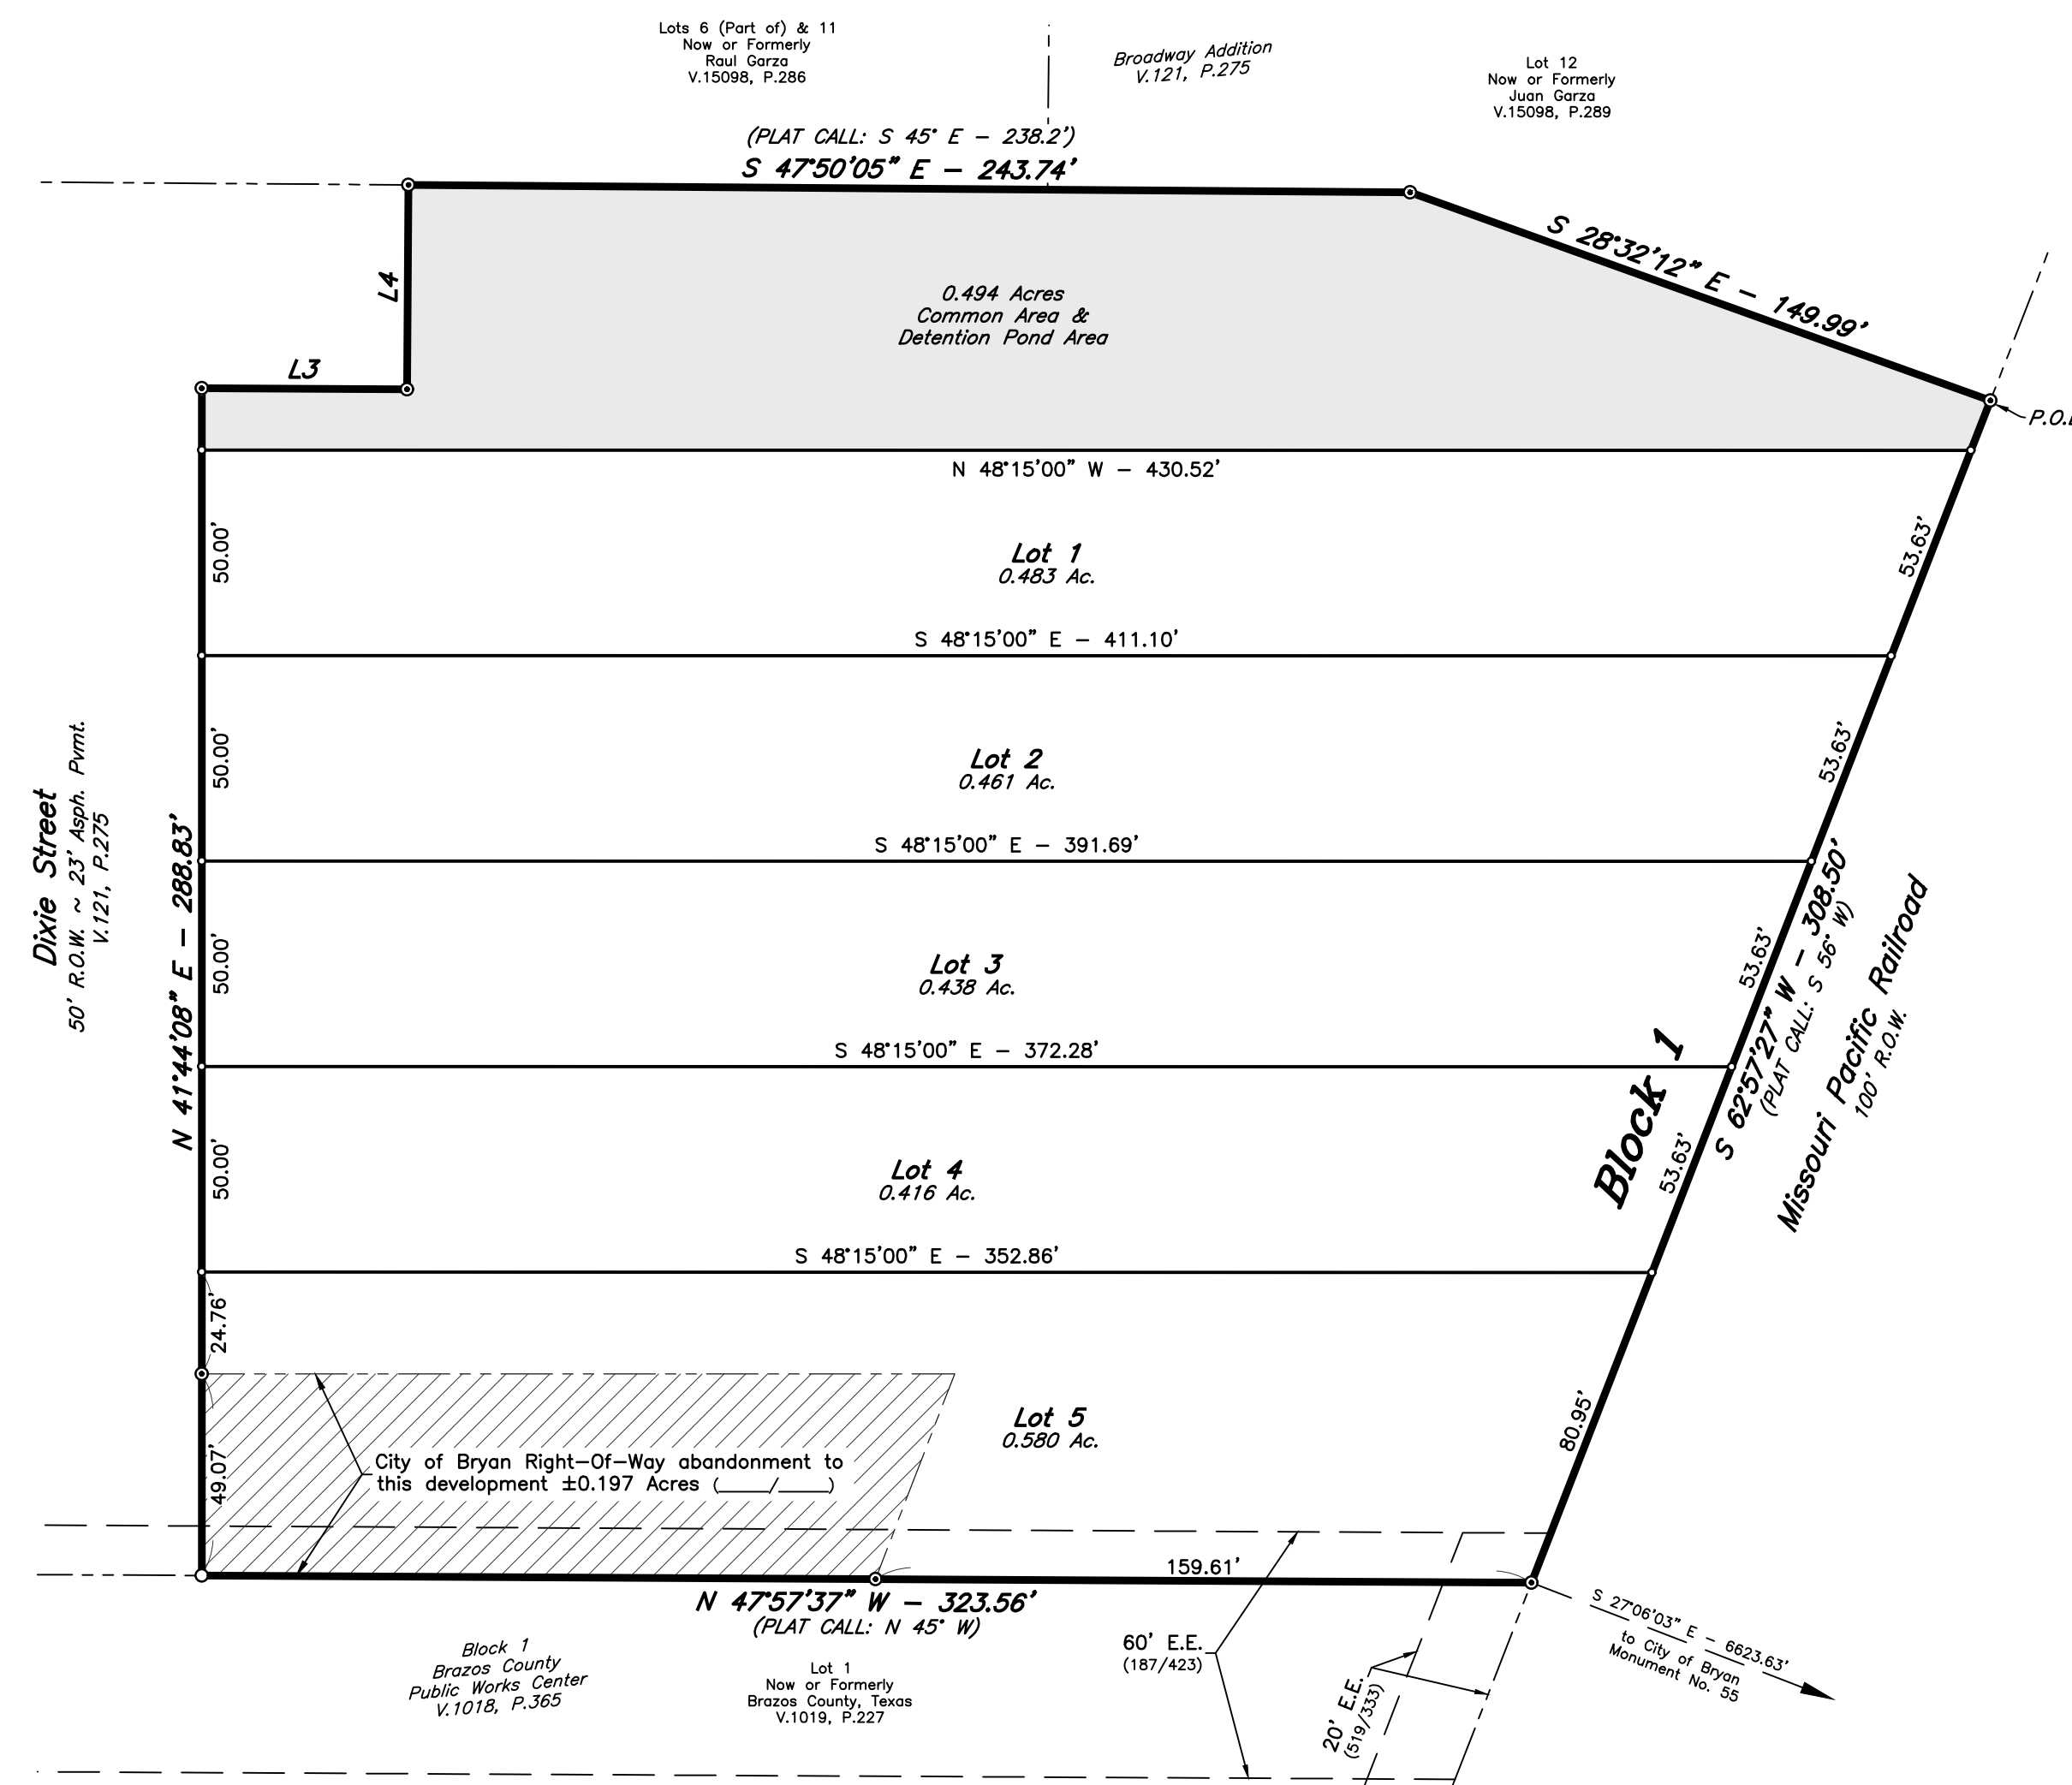 Lots 6 (Part of) & 11
Now or Formerly
Raul Garza
V.15098, P.286
Broadway Addition
V.121, P.275
Lot 12
Now or Formerly
Juan Garza
V.15098, P.289
(PLAT CALL: S 45° E - 238.2')
S 47°50'05" E - 243.74'
S 28°32'12" E - 149.99'
L4
L3
0.494 Acres
Common Area &
Detention Pond Area
N 48°15'00" W - 430.52'
50.00'
Lot 1
0.483 Ac.
53.63'
S 48°15'00" E - 411.10'
50.00'
Lot 2
0.461 Ac.
53.63'
S 48°15'00" E - 391.69'
Dixie Street
50' R.O.W. ~ 23' Asph. Pvmt.
V.121, P.275
N 41°44'08" E - 288.83'
50.00'
Lot 3
0.438 Ac.
53.63'
S 62°57'27" W - 308.50'
(PLAT CALL: S 56° W)
Missouri Pacific Railroad
100' R.O.W.
S 48°15'00" E - 372.28'
Block 1
50.00'
Lot 4
0.416 Ac.
53.63'
S 48°15'00" E - 352.86'
24.76'
Lot 5
0.580 Ac.
80.95'
49.07'
City of Bryan Right-Of-Way abandonment to
this development ±0.197 Acres (____/____)
159.61'
N 47°57'37" W - 323.56'
(PLAT CALL: N 45° W)
Block 1
Brazos County
Public Works Center
V.1018, P.365
Lot 1
Now or Formerly
Brazos County, Texas
V.1019, P.227
60' E.E.
(187/423)
20' E.E.
(519/333)
S 27°06'03" E - 6623.63'
to City of Bryan
Monument No. 55